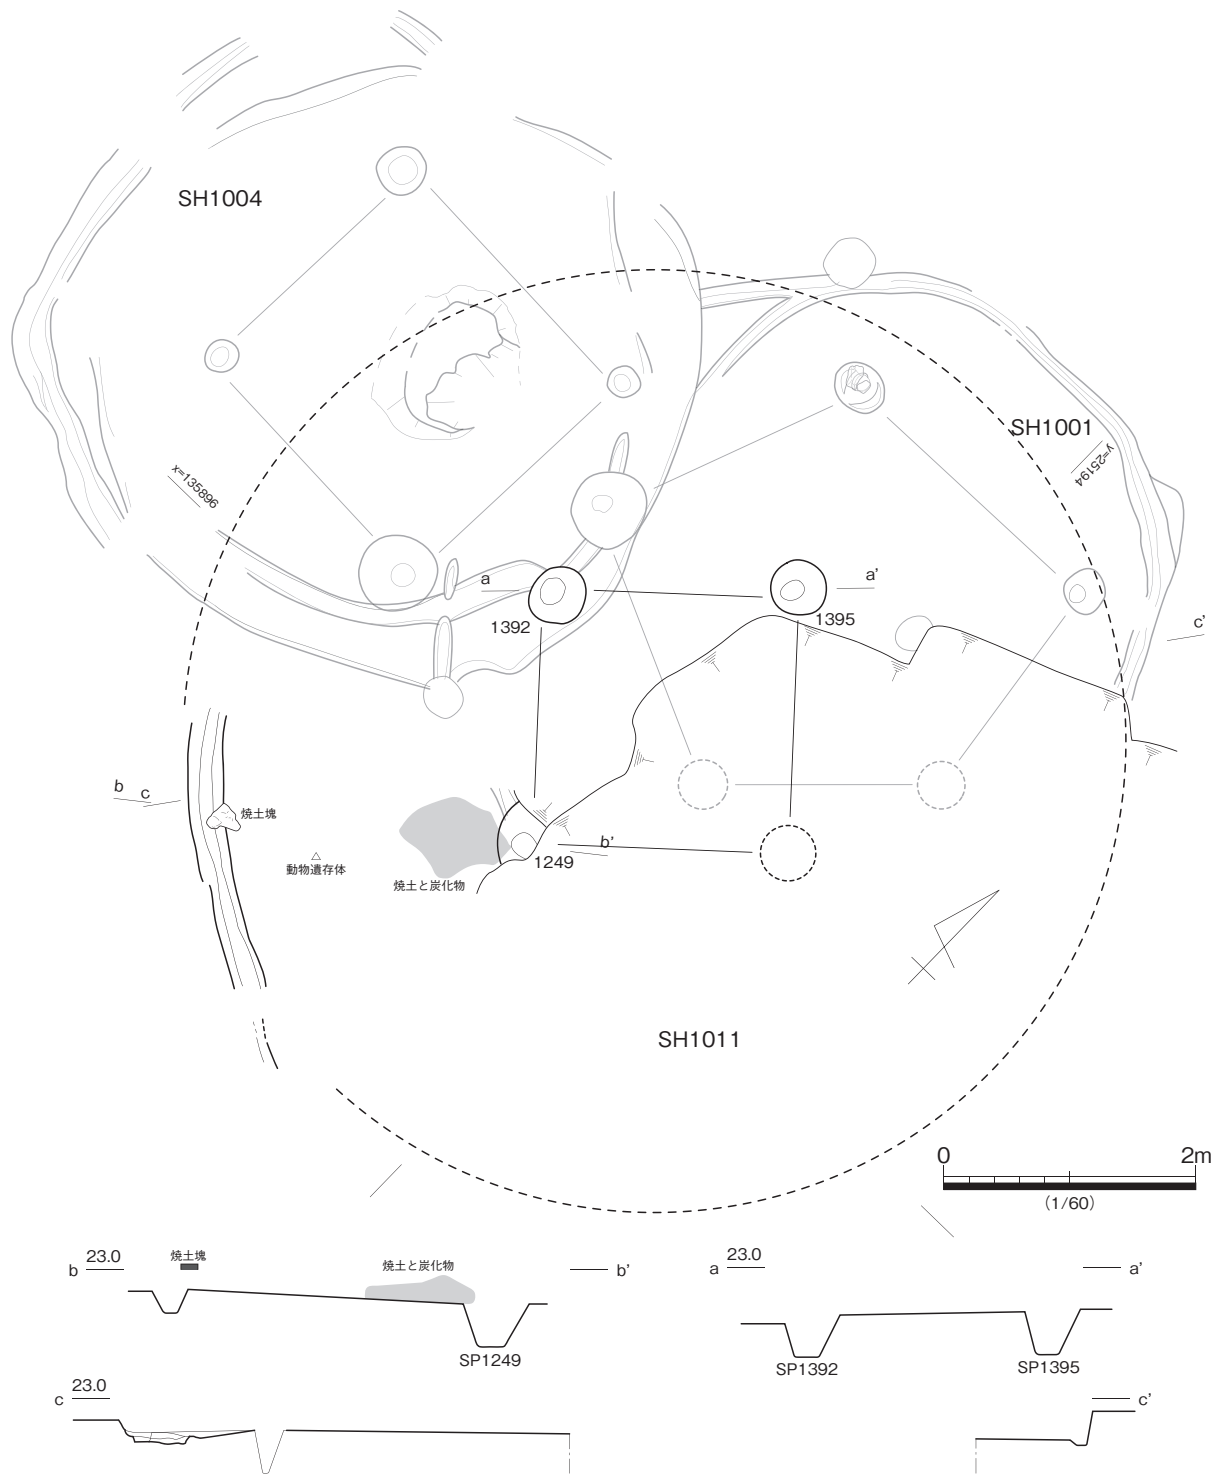 SH1004
SH1001
x=135896
y=25194
a
a’
1392
1395
c’
b
c
焼土塊
動物遺存体
焼土と炭化物
b’
1249
SH1011
0
2m
(1/60)
b
23.0
焼土塊
焼土と炭化物
b’
SP1249
a
23.0
a’
SP1392
SP1395
c
23.0
c’